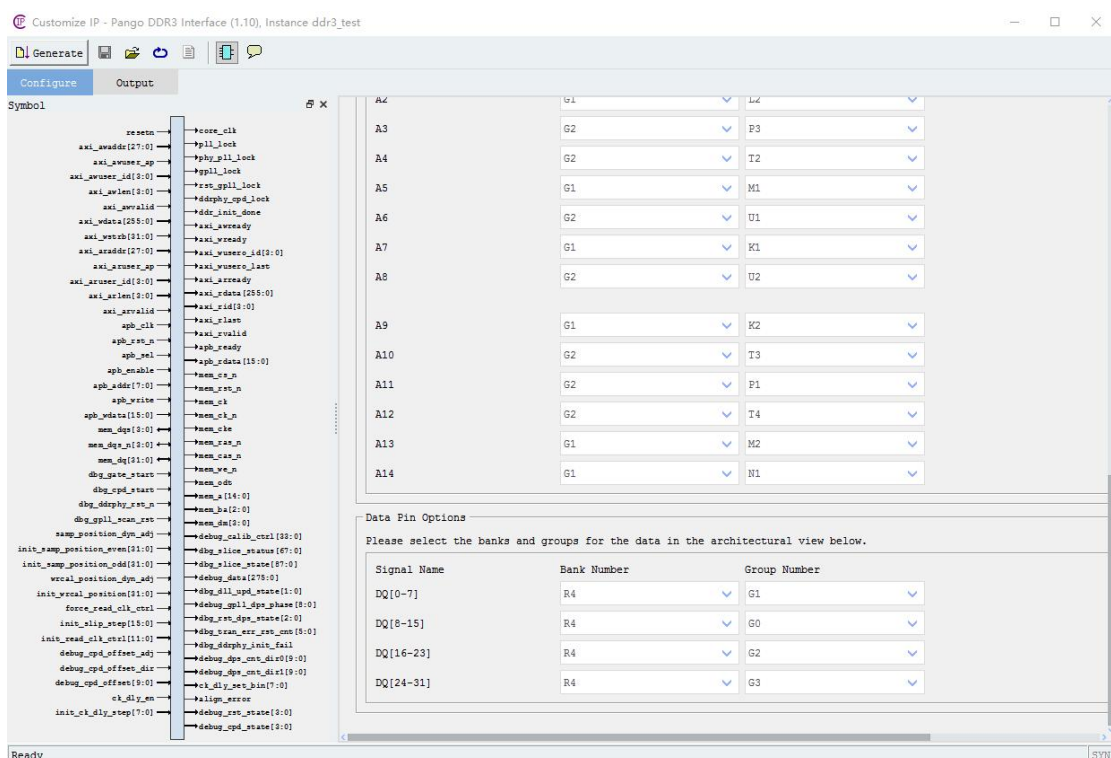 Customize IP - Pango DDR3 Interface (1.10), Instance ddr3_test
Generate
Configure Output
Symbol
resetn
axi_awaddr[27:0]
axi_awuser_ap
axi_awuser_id[3:0]
axi_awlen[3:0]
axi_awvalid
axi_wdata[255:0]
axi_wstrb[31:0]
axi_araddr[27:0]
axi_aruser_ap
axi_aruser_id[3:0]
axi_arlen[3:0]
axi_arvalid
apb_clk
apb_rst_n
apb_sel
apb_enable
apb_addr[7:0]
apb_write
apb_wdata[15:0]
mem_dqs[3:0]
mem_dqs_n[3:0]
mem_dq[31:0]
dbg_gate_start
dbg_cpd_start
dbg_ddrphy_rst_n
dbg_gpll_scan_rst
samp_position_dyn_adj
init_samp_position_even[31:0]
init_samp_position_odd[31:0]
wrcal_position_dyn_adj
init_wrcal_position[31:0]
force_read_clk_ctrl
init_slip_step[15:0]
init_read_clk_ctrl[11:0]
debug_cpd_offset_adj
debug_cpd_offset_dir
debug_cpd_offset[9:0]
ck_dly_en
init_ck_dly_step[7:0]
core_clk
pll_lock
phy_pll_lock
gpll_lock
rst_gpll_lock
ddrphy_cpd_lock
ddr_init_done
axi_awready
axi_wready
axi_wusero_id[3:0]
axi_wusero_last
axi_arready
axi_rdata[255:0]
axi_rid[3:0]
axi_rlast
axi_rvalid
apb_ready
apb_rdata[15:0]
mem_cs_n
mem_rst_n
mem_ck
mem_ck_n
mem_cke
mem_ras_n
mem_cas_n
mem_we_n
mem_odt
mem_a[14:0]
mem_ba[2:0]
mem_dm[3:0]
debug_calib_ctrl[33:0]
dbg_slice_status[67:0]
dbg_slice_state[87:0]
debug_data[275:0]
dbg_dll_upd_state[1:0]
debug_gpll_dps_phase[8:0]
dbg_rst_dps_state[2:0]
dbg_tran_err_rst_cnt[5:0]
dbg_ddrphy_init_fail
debug_dps_cnt_dir0[9:0]
debug_dps_cnt_dir1[9:0]
ck_dly_set_bin[7:0]
align_error
debug_rst_state[3:0]
debug_cpd_state[3:0]
A2 G1 L2
A3 G2 P3
A4 G2 T2
A5 G1 M1
A6 G2 U1
A7 G1 K1
A8 G2 U2
A9 G1 K2
A10 G2 T3
A11 G2 P1
A12 G2 T4
A13 G1 M2
A14 G1 N1
Data Pin Options
Please select the banks and groups for the data in the architectural view below.
Signal Name Bank Number Group Number
DQ[0-7] R4 G1
DQ[8-15] R4 G0
DQ[16-23] R4 G2
DQ[24-31] R4 G3
Ready
SYN